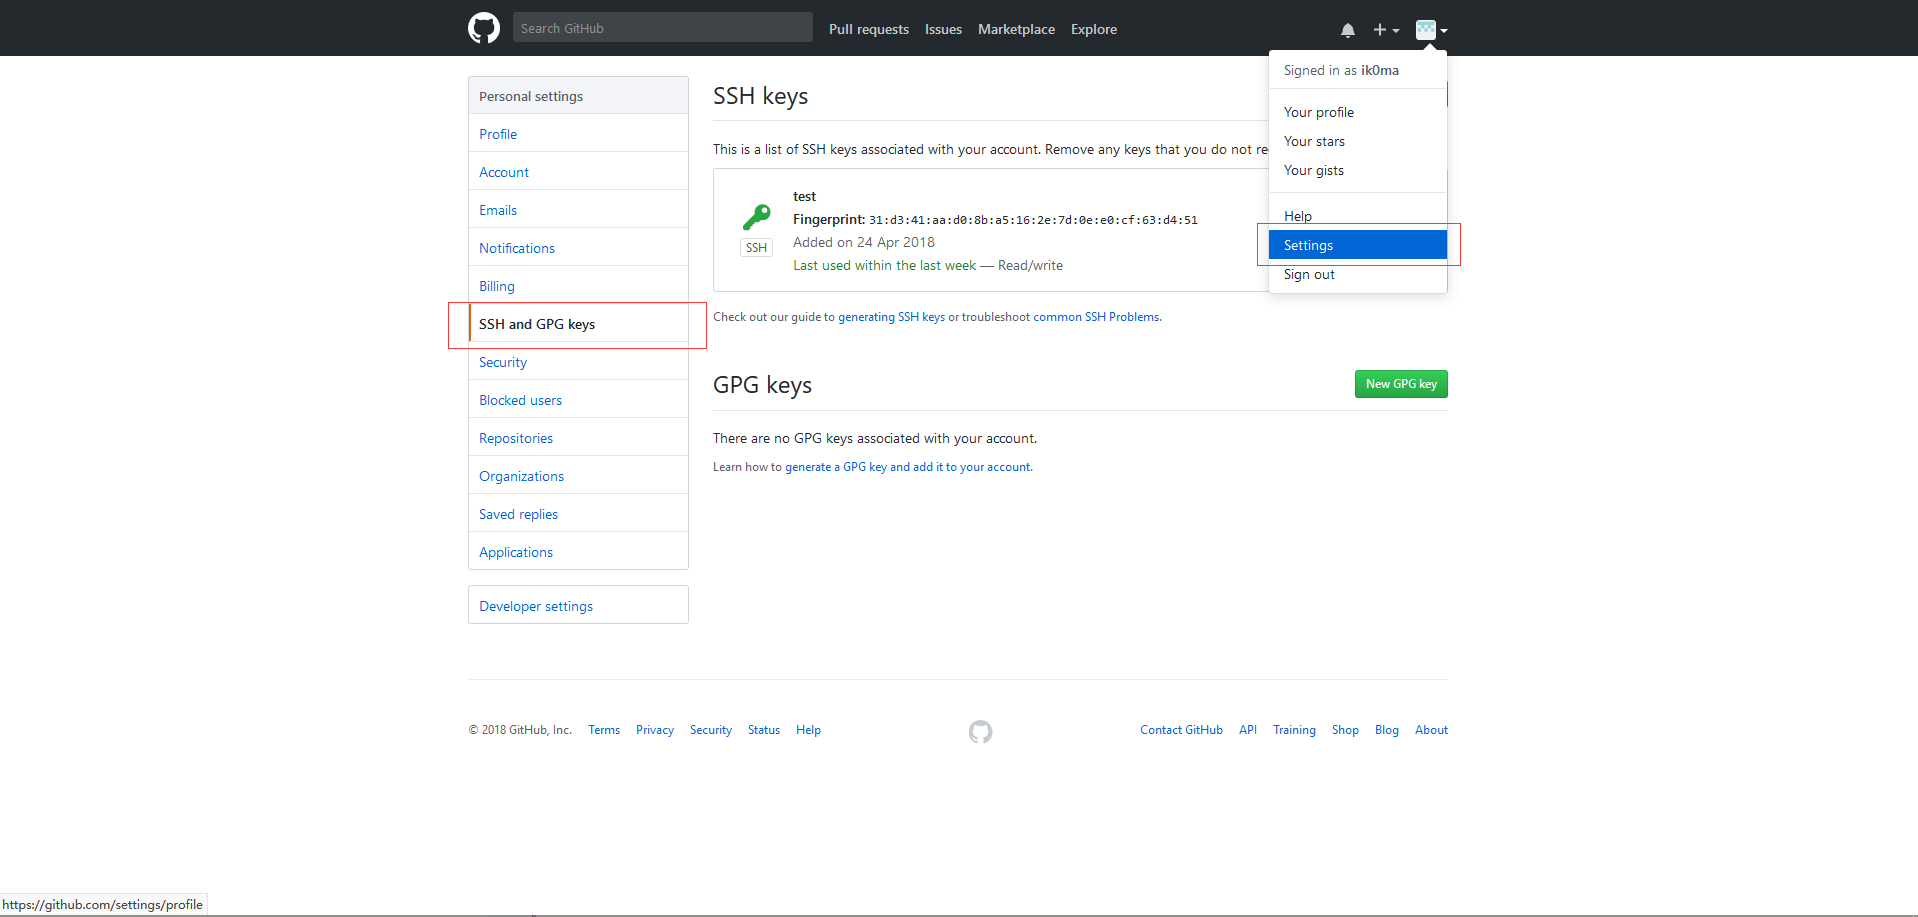 Search GitHub
Pull requests
Issues
Marketplace
Explore
Signed in as ik0ma
Your profile
Your stars
Your gists
Help
Settings
Sign out
Personal settings
Profile
Account
Emails
Notifications
Billing
SSH and GPG keys
Security
Blocked users
Repositories
Organizations
Saved replies
Applications
Developer settings
SSH keys
This is a list of SSH keys associated with your account. Remove any keys that you do not re
test
Fingerprint: 31:d3:41:aa:d0:8b:a5:16:2e:7d:0e:e0:cf:63:d4:51
SSH
Added on 24 Apr 2018
Last used within the last week — Read/write
Check out our guide to generating SSH keys or troubleshoot common SSH Problems.
GPG keys
New GPG key
There are no GPG keys associated with your account.
Learn how to generate a GPG key and add it to your account.
© 2018 GitHub, Inc.
Terms
Privacy
Security
Status
Help
Contact GitHub
API
Training
Shop
Blog
About
https://github.com/settings/profile